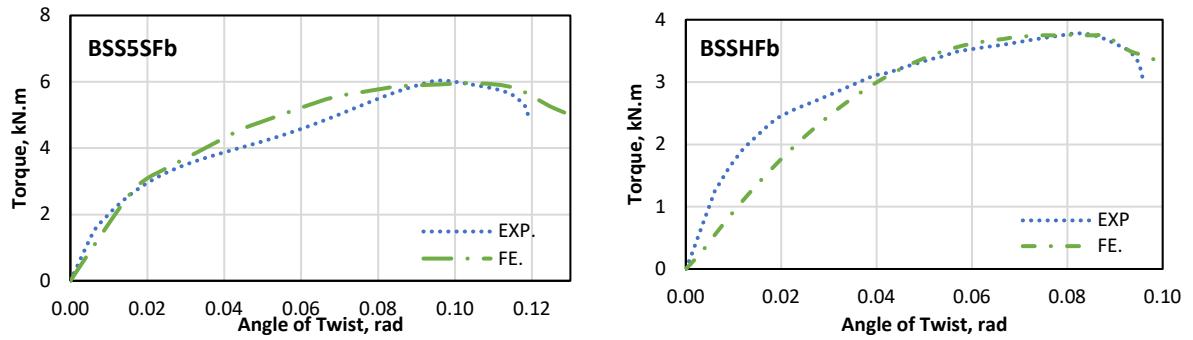 BSS5SFb
Torque, kN.m
8
6
4
2
0
0.00 0.02 0.04 0.06 0.08 0.10 0.12
Angle of Twist, rad
EXP.
FE.
BSSHFb
Torque, kN.m
4
3
2
1
0
0.00 0.02 0.04 0.06 0.08 0.10
Angle of Twist, rad
EXP
FE.